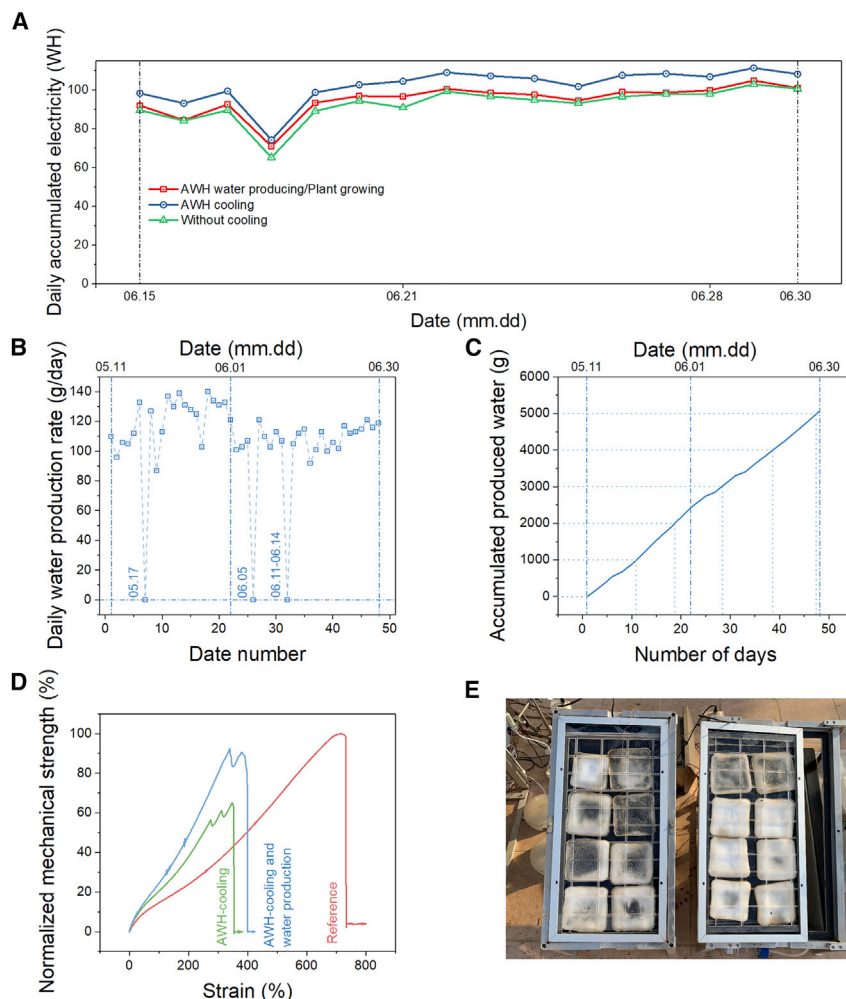 A
Daily accumulated electricity (WH)
100
80
60
40
20
0
AWH water producing/Plant growing
AWH cooling
Without cooling
06.15
06.21
06.28
06.30
Date (mm.dd)
B
Date (mm.dd)
05.11
06.01
06.30
Daily water production rate (g/day)
140
120
100
80
60
40
20
0
05.17
06.05
06.11-06.14
0
10
20
30
40
50
Date number
C
Date (mm.dd)
05.11
06.01
06.30
Accumulated produced water (g)
6000
5000
4000
3000
2000
1000
0
0
10
20
30
40
50
Number of days
D
Normalized mechanical strength (%)
100
80
60
40
20
0
AWH-cooling
AWH-cooling and
water production
Reference
0
200
400
600
800
Strain (%)
E